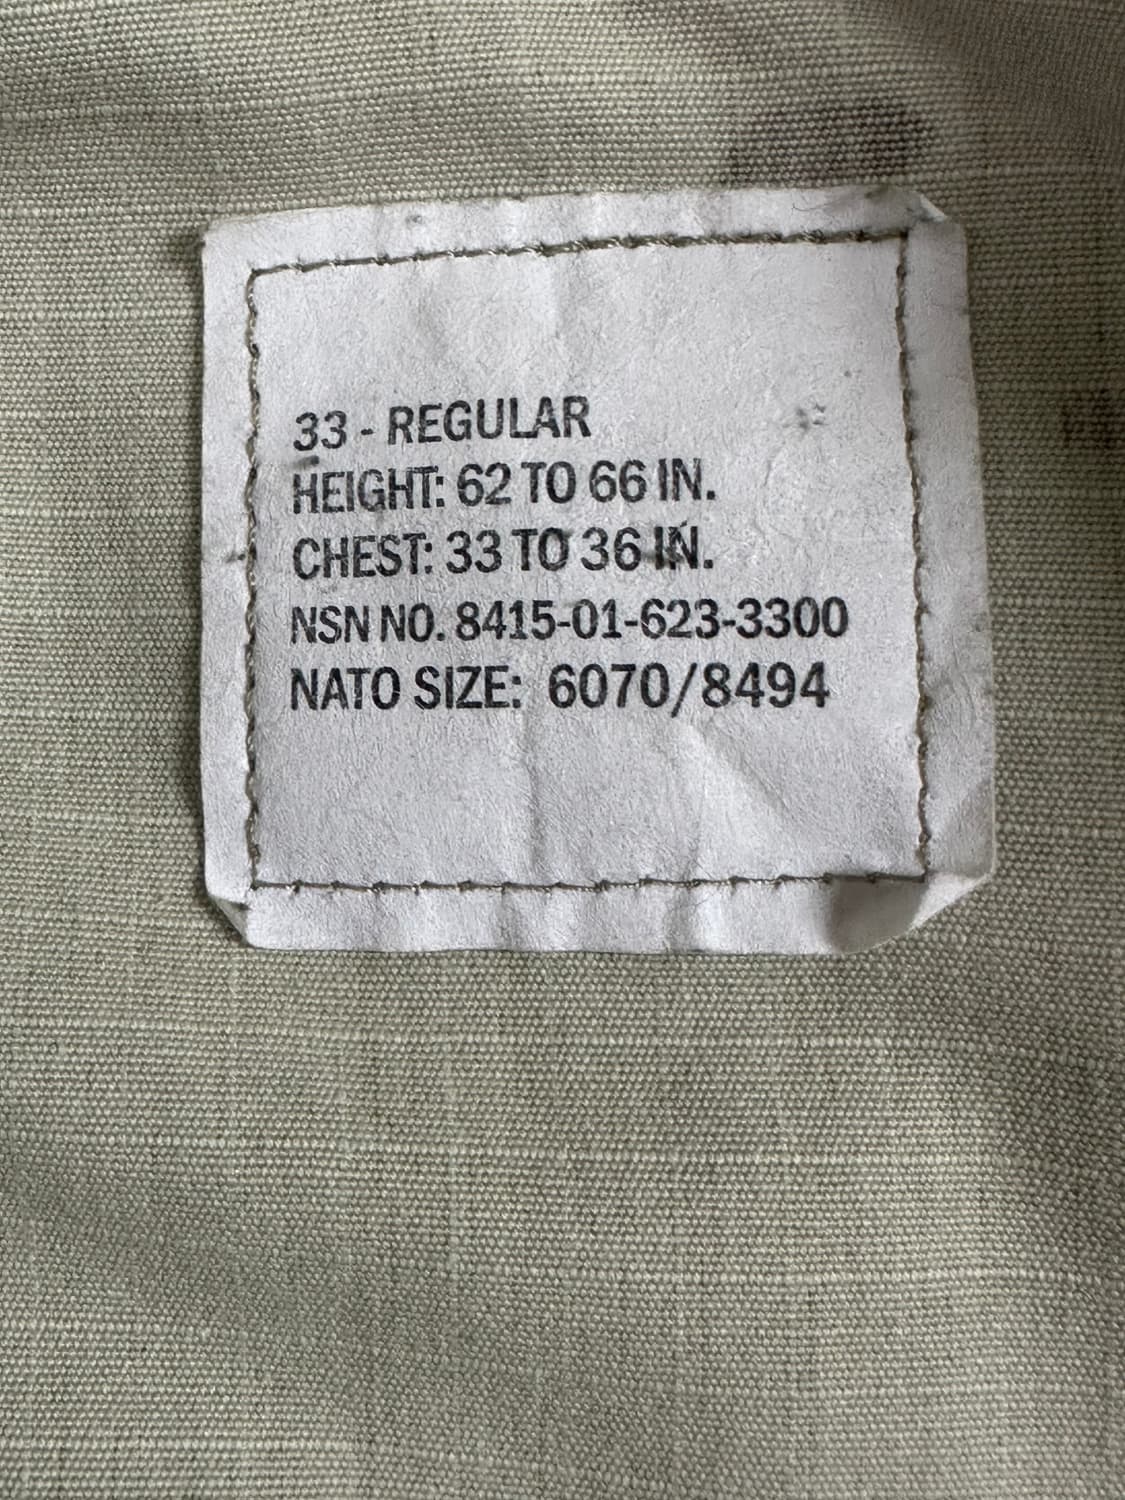 33 - REGULAR
HEIGHT: 62 TO 66 IN.
CHEST: 33 TO 36 IN.
NSN NO. 8415-01-623-3300
NATO SIZE: 6070/8494